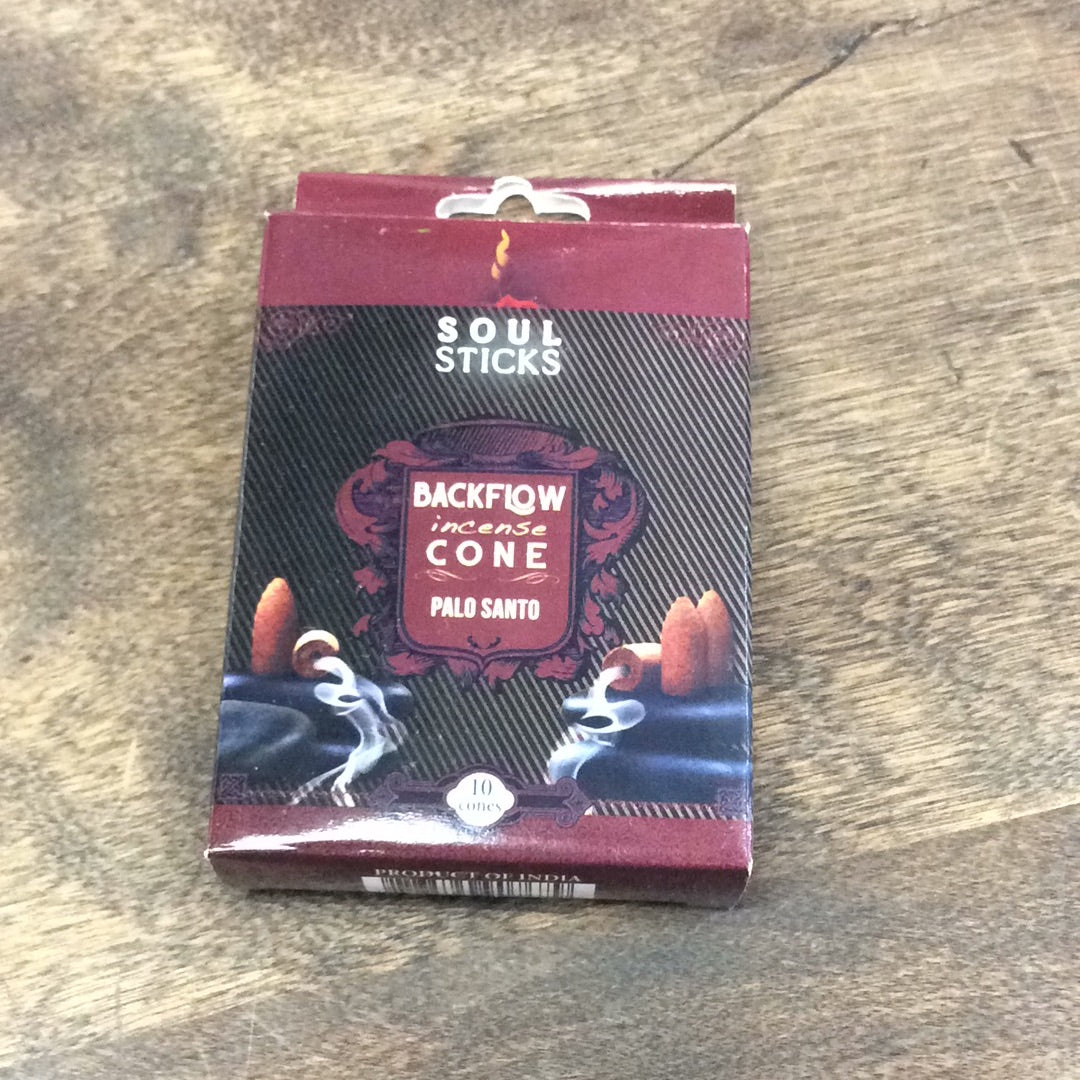 SOUL
STICKS
BACKFLOW
incense
CONE
PALO SANTO
10
cones
PRODUCT OF INDIA